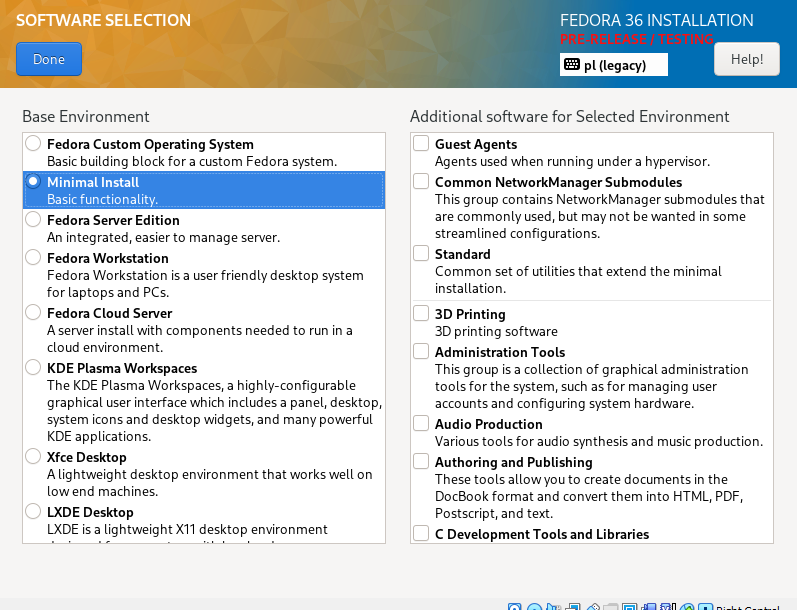 SOFTWARE SELECTION
Done
FEDORA 36 INSTALLATION
PRE-RELEASE / TESTING
pl (legacy)
Help!
Base Environment
Fedora Custom Operating System
Basic building block for a custom Fedora system.
Minimal Install
Basic functionality.
Fedora Server Edition
An integrated, easier to manage server.
Fedora Workstation
Fedora Workstation is a user friendly desktop system
for laptops and PCs.
Fedora Cloud Server
A server install with components needed to run in a
cloud environment.
KDE Plasma Workspaces
The KDE Plasma Workspaces, a highly-configurable
graphical user interface which includes a panel, desktop,
system icons and desktop widgets, and many powerful
KDE applications.
Xfce Desktop
A lightweight desktop environment that works well on
low end machines.
LXDE Desktop
LXDE is a lightweight X11 desktop environment
Additional software for Selected Environment
Guest Agents
Agents used when running under a hypervisor.
Common NetworkManager Submodules
This group contains NetworkManager submodules that
are commonly used, but may not be wanted in some
streamlined configurations.
Standard
Common set of utilities that extend the minimal
installation.
3D Printing
3D printing software
Administration Tools
This group is a collection of graphical administration
tools for the system, such as for managing user
accounts and configuring system hardware.
Audio Production
Various tools for audio synthesis and music production.
Authoring and Publishing
These tools allow you to create documents in the
DocBook format and convert them into HTML, PDF,
Postscript, and text.
C Development Tools and Libraries
Right Control